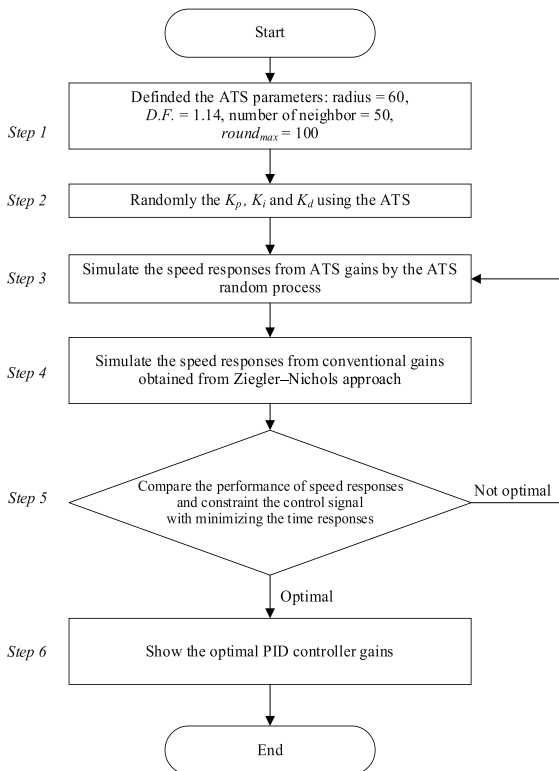 Start
Definded the ATS parameters: radius = 60,
D.F. = 1.14, number of neighbor = 50,
round_max = 100
Step 1
Step 2
Randomly the K_p, K_i and K_d using the ATS
Step 3
Simulate the speed responses from ATS gains by the ATS
random process
Step 4
Simulate the speed responses from conventional gains
obtained from Ziegler–Nichols approach
Step 5
Compare the performance of speed responses
and constraint the control signal
with minimizing the time responses
Not optimal
Optimal
Step 6
Show the optimal PID controller gains
End